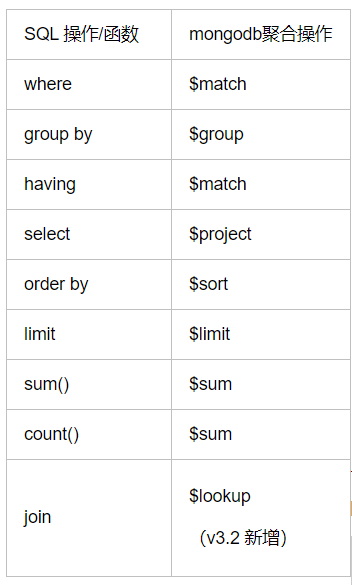 SQL 操作/函数 mongodb聚合操作
where $match
group by $group
having $match
select $project
order by $sort
limit $limit
sum() $sum
count() $sum
join $lookup
（v3.2 新增）